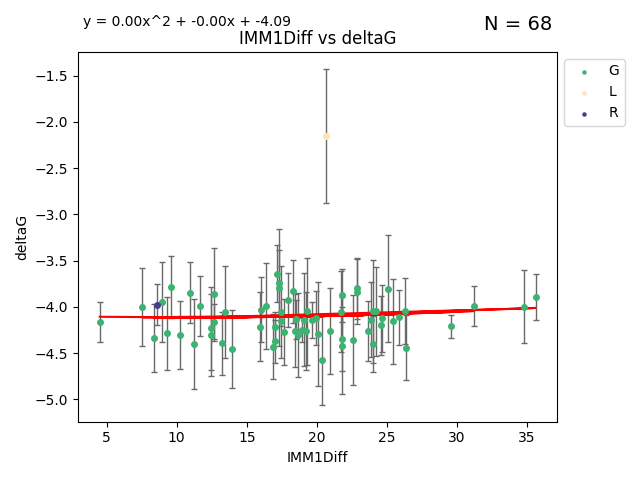 y = 0.00x^2 + -0.00x + -4.09
N = 68
IMM1Diff vs deltaG
G
L
R
deltaG
−1.5
−2.0
−2.5
−3.0
−3.5
−4.0
−4.5
−5.0
5 10 15 20 25 30 35
IMM1Diff